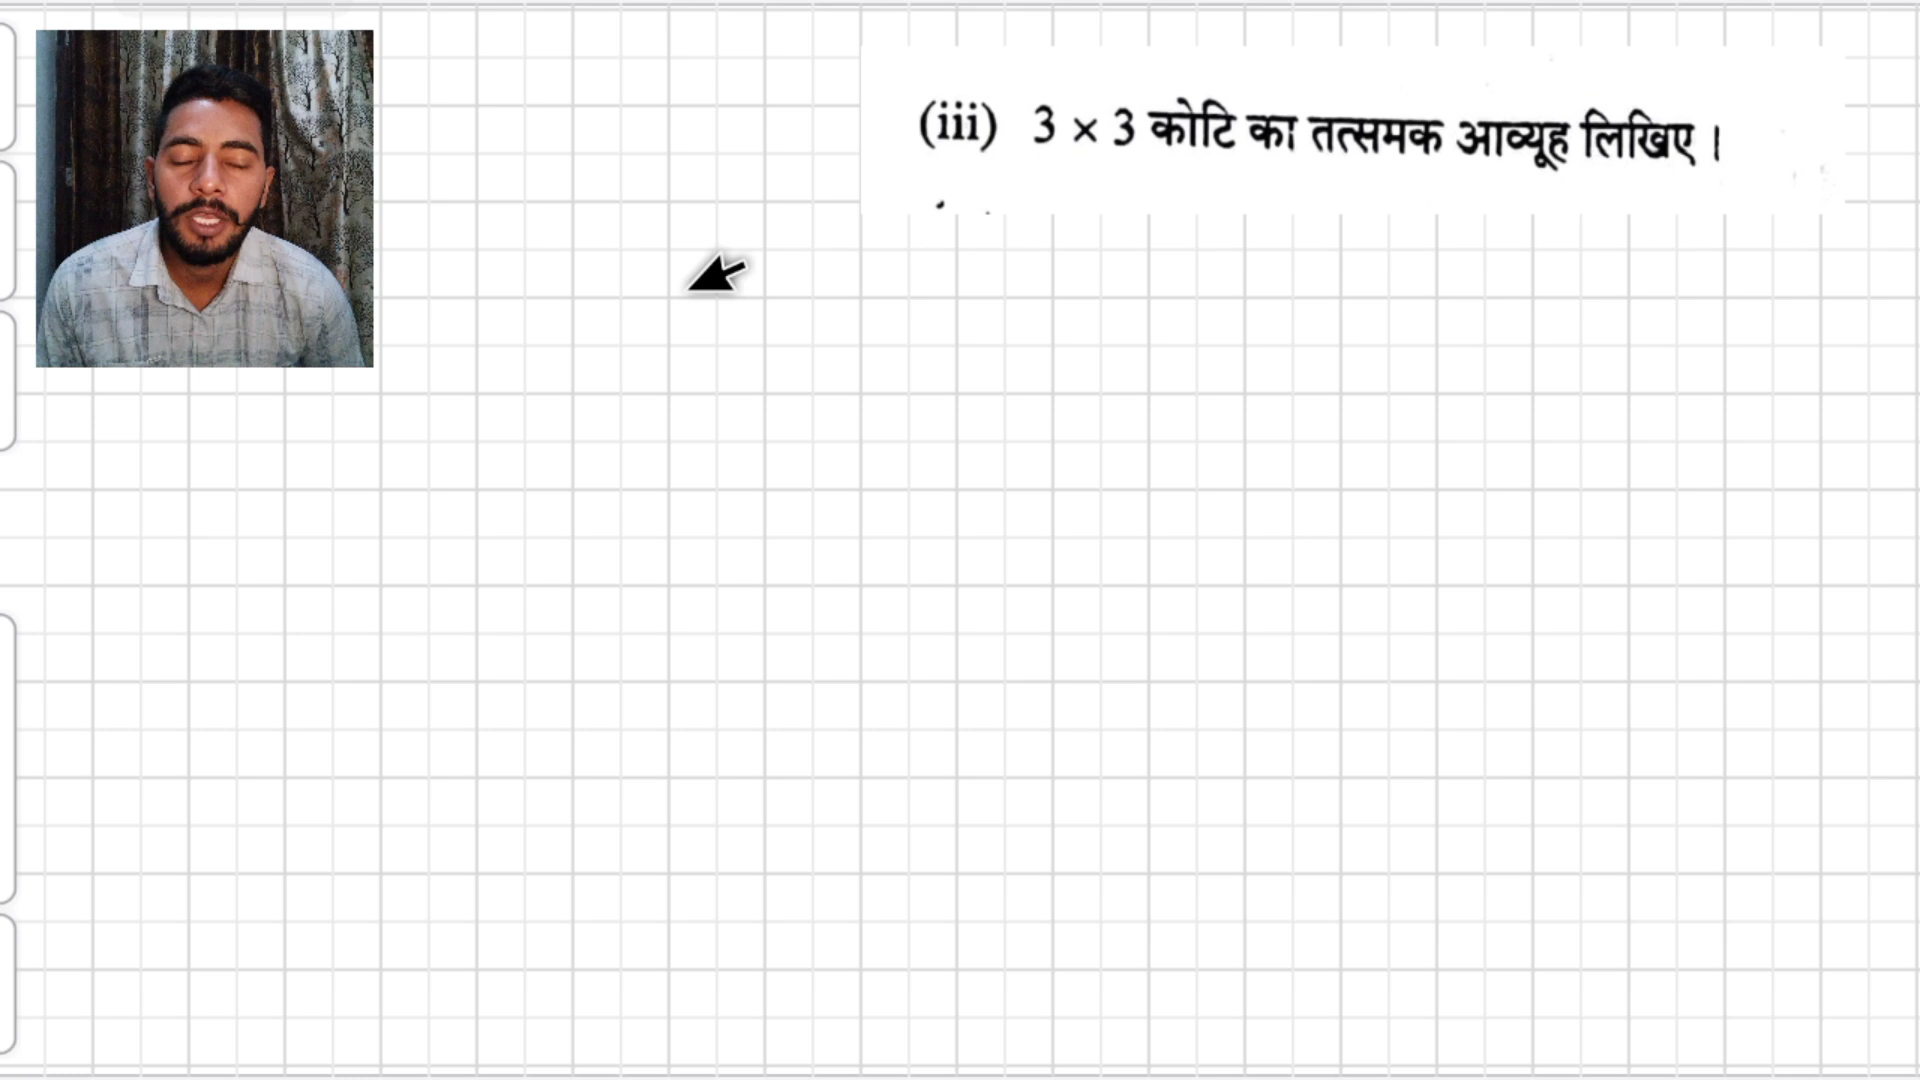 (iii) 3 × 3 कोटि का तत्समक आव्यूह लिखिए ।